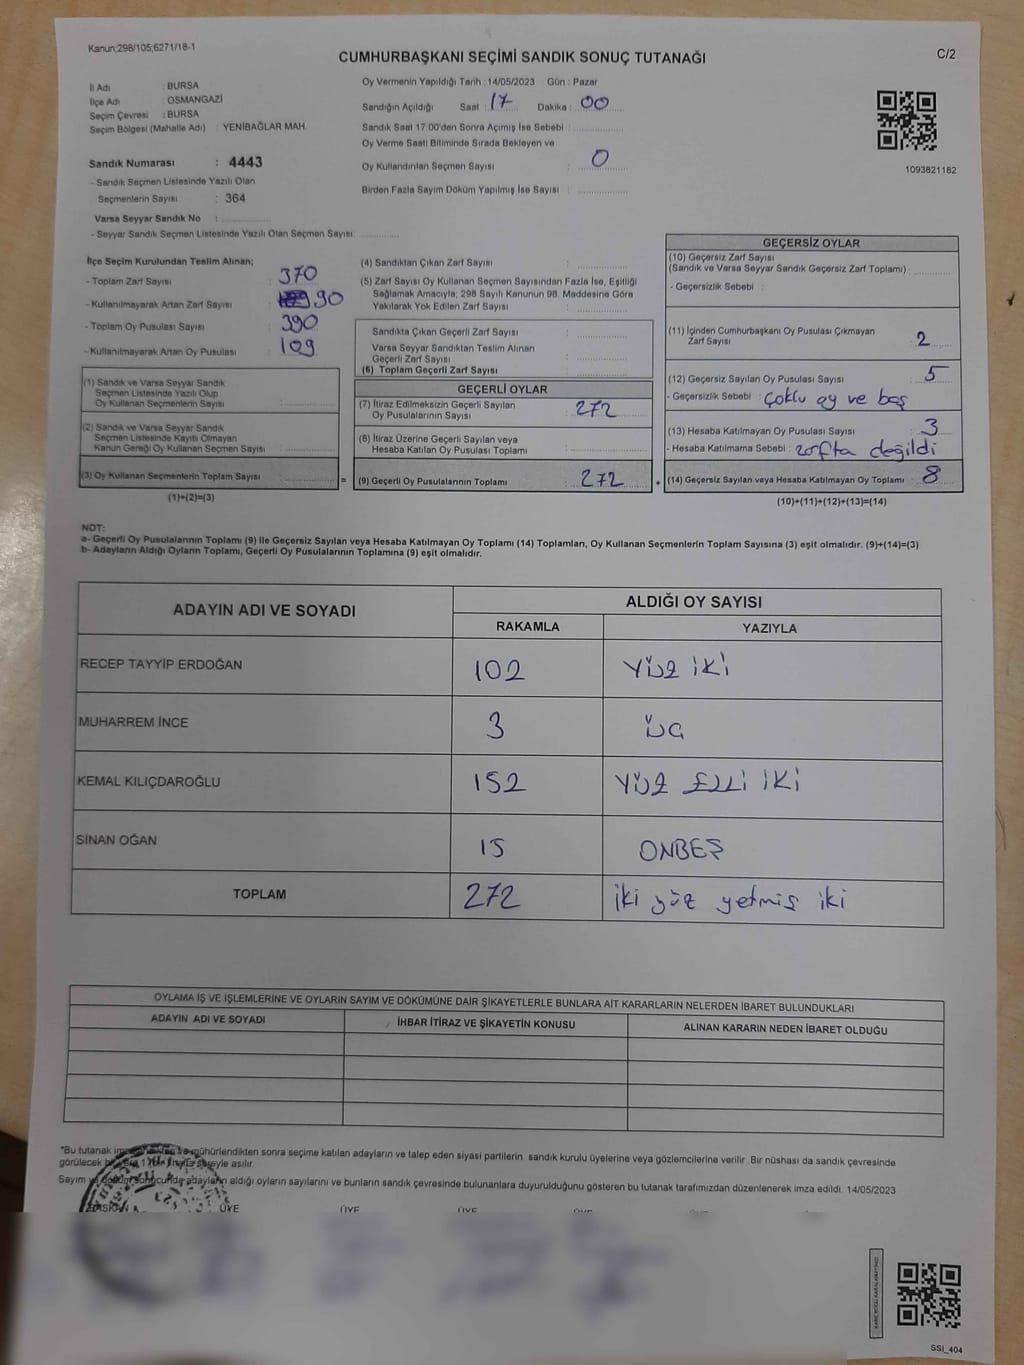 Kanun;298/105;6271/18-1
CUMHURBAŞKANI SEÇİMİ SANDIK SONUÇ TUTANAĞI
C/2
İl Adı : BURSA
İlçe Adı : OSMANGAZİ
Seçim Çevresi : BURSA
Seçim Bölgesi (Mahalle Adı) : YENİBAĞLAR MAH.
Sandık Numarası : 4443
- Sandık Seçmen Listesinde Yazılı Olan
Seçmenlerin Sayısı : 364
Varsa Seyyar Sandık No :
- Seyyar Sandık Seçmen Listesinde Yazılı Olan Seçmen Sayısı:
Oy Vermenin Yapıldığı Tarih : 14/05/2023 Gün : Pazar
Sandığın Açıldığı Saat : 17 Dakika : 00
Sandık Saat 17.00'den Sonra Açımış İse Sebebi :
Oy Verme Saati Bitiminde Sırada Bekleyen ve
Oy Kullandırılan Seçmen Sayısı : 0
Birden Fazla Sayım Döküm Yapılmış İse Sayısı :
1093821182
İlçe Seçim Kurulundan Teslim Alınan;
- Toplam Zarf Sayısı : 370
- Kullanılmayarak Artan Zarf Sayısı : 90
- Toplam Oy Pusulası Sayısı : 390
- Kullanılmayarak Artan Oy Pusulası : 109
(1) Sandık ve Varsa Seyyar Sandık
Seçmen Listesinde Yazılı Olup
Oy Kullanan Seçmenlerin Sayısı :
(2) Sandık ve Varsa Seyyar Sandık
Seçmen Listesinde Kayıtlı Olmayan
Kanun Gereği Oy Kullanan Seçmen Sayısı :
(3) Oy Kullanan Seçmenlerin Toplam Sayısı : =
(1)+(2)=(3)
(4) Sandıktan Çıkan Zarf Sayısı :
(5) Zarf Sayısı Oy Kullanan Seçmen Sayısından Fazla İse, Eşitliği
Sağlamak Amacıyla; 298 Sayılı Kanunun 98. Maddesine Göre
Yakılarak Yok Edilen Zarf Sayısı :
Sandıkta Çıkan Geçerli Zarf Sayısı :
Varsa Seyyar Sandıktan Teslim Alınan
Geçerli Zarf Sayısı :
(6) Toplam Geçerli Zarf Sayısı :
GEÇERLİ OYLAR
(7) İtiraz Edilmeksizin Geçerli Sayılan
Oy Pusulalarının Sayısı : 272
(8) İtiraz Üzerine Geçerli Sayılan veya
Hesaba Katılan Oy Pusulası Toplamı :
(9) Geçerli Oy Pusulalarının Toplamı : 272 +
GEÇERSİZ OYLAR
(10) Geçersiz Zarf Sayısı
(Sandık ve Varsa Seyyar Sandık Geçersiz Zarf Toplamı) :
- Geçersizlik Sebebi :
(11) İçinden Cumhurbaşkanı Oy Pusulası Çıkmayan
Zarf Sayısı : 2
(12) Geçersiz Sayılan Oy Pusulası Sayısı : 5
- Geçersizlik Sebebi : çoklu oy ve boş
(13) Hesaba Katılmayan Oy Pusulası Sayısı : 3
- Hesaba Katılmama Sebebi : zarfta değildi
(14) Geçersiz Sayılan veya Hesaba Katılmayan Oy Toplamı : 8
(10)+(11)+(12)+(13)=(14)
NOT:
a- Geçerli Oy Pusulalarının Toplamı (9) ile Geçersiz Sayılan veya Hesaba Katılmayan Oy Toplamı (14) Toplamları, Oy Kullanan Seçmenlerin Toplam Sayısına (3) eşit olmalıdır. (9)+(14)=(3)
b- Adayların Aldığı Oyların Toplamı, Geçerli Oy Pusulalarının Toplamına (9) eşit olmalıdır.
ADAYIN ADI VE SOYADI
ALDIĞI OY SAYISI
RAKAMLA YAZIYLA
RECEP TAYYİP ERDOĞAN 102 YÜZ İKİ
MUHARREM İNCE 3 ÜÇ
KEMAL KILIÇDAROĞLU 152 YÜZ ELLİ İKİ
SİNAN OĞAN 15 ONBEŞ
TOPLAM 272 iki yüz yetmiş iki
OYLAMA İŞ VE İŞLEMLERİNE VE OYLARIN SAYIM VE DÖKÜMÜNE DAİR ŞİKAYETLERLE BUNLARA AİT KARARLARIN NELERDEN İBARET BULUNDUKLARI
ADAYIN ADI VE SOYADI İHBAR İTİRAZ VE ŞİKAYETİN KONUSU ALINAN KARARIN NEDEN İBARET OLDUĞU
"Bu tutanak mühürlendikten sonra seçime katılan adayların ve talep eden siyasi partilerin sandık kurulu üyelerine veya gözlemcilerine verilir .Bir nüshası da sandık çevresinde
görülecek süreyle asılır.
Sayım adayların aldığı oyların sayılarını ve bunların sandık çevresinde bulunanlara duyurulduğunu gösteren bu tutanak tarafımızdan düzenlenerek imza edildi. 14/05/2023
ÜYE ÜYE ÜYE
SSİ_404